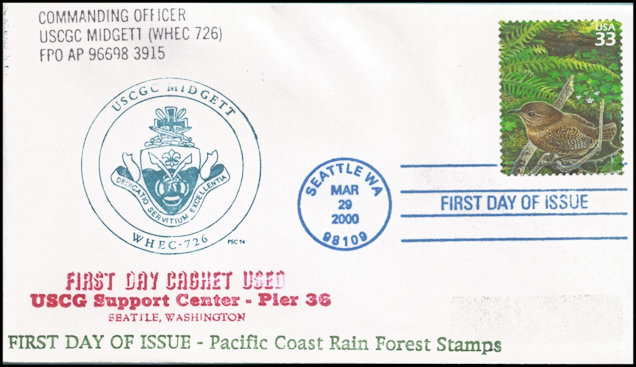 COMMANDING OFFICER
USCGC MIDGETT (WHEC 726)
FPO AP 96698 3915
USA
33
USCGC MIDGETT
DEDICATIO SERVITIUM EXCELLENTIA
WHEC-726
PSC 74
SEATTLE WA
MAR
29
2000
98109
FIRST DAY OF ISSUE
FIRST DAY CACHET USED
USCG Support Center - Pier 36
SEATLE, WASHINGTON
FIRST DAY OF ISSUE - Pacific Coast Rain Forest Stamps